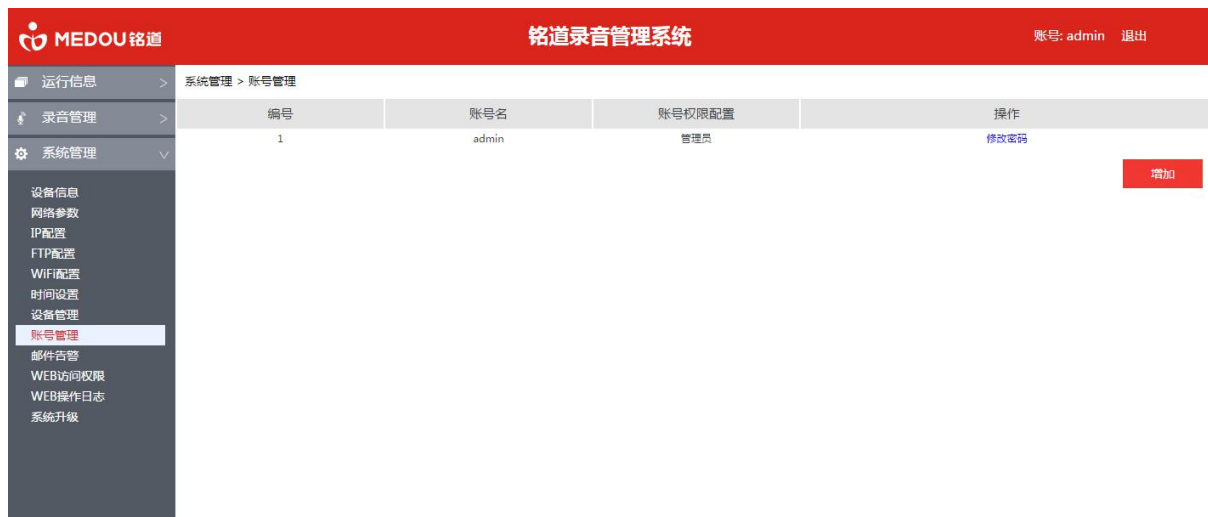 MEDOU铭道
铭道录音管理系统
账号: admin 退出
运行信息 >
系统管理 > 账号管理
录音管理 >
系统管理
编号 账号名 账号权限配置 操作
1 admin 管理员 修改密码
增加
设备信息
网络参数
IP配置
FTP配置
WiFi配置
时间设置
设备管理
账号管理
邮件告警
WEB访问权限
WEB操作日志
系统升级